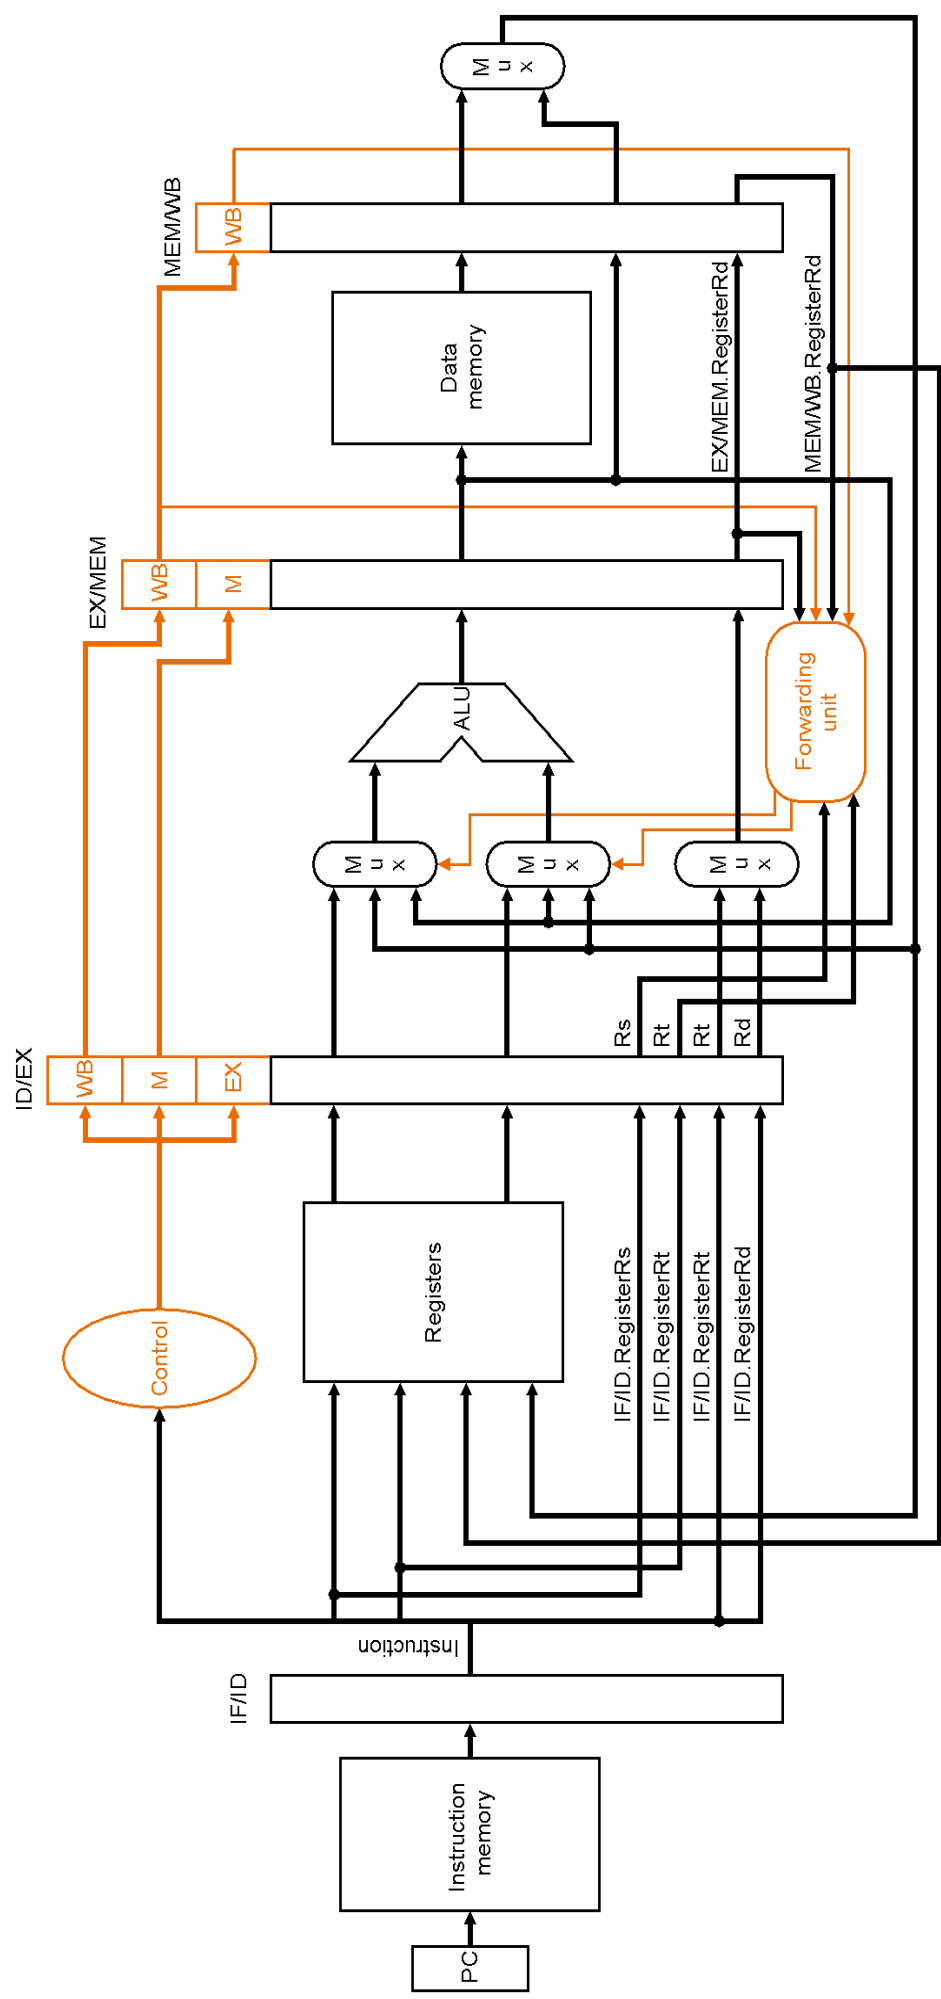 PC
Instruction
memory
IF/ID
Instruction
Control
Registers
IF/ID.RegisterRs
IF/ID.RegisterRt
IF/ID.RegisterRt
IF/ID.RegisterRd
ID/EX
WB
M
EX
Rs
Rt
Rt
Rd
M
u
x
M
u
x
M
u
x
ALU
Forwarding
unit
EX/MEM
WB
M
Data
memory
EX/MEM.RegisterRd
MEM/WB.RegisterRd
MEM/WB
WB
M
u
x